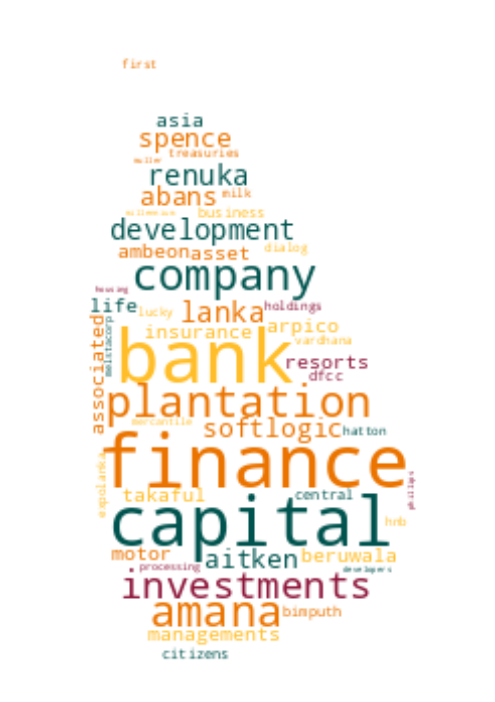 first
asia
spence
treasuries
muller
renuka
abans milk
millennium business
development
ambeon asset dialog
company
housing
life lucky lanka holdings
associated melstacorp insurance arpico
vardhana
bank resorts
dfcc
plantation
mercantile softlogic hatton
expolanka finance phillips
takaful central
capital hnb
motor aitken beruwala
processing developers
investments
amana bimputh
managements
citizens